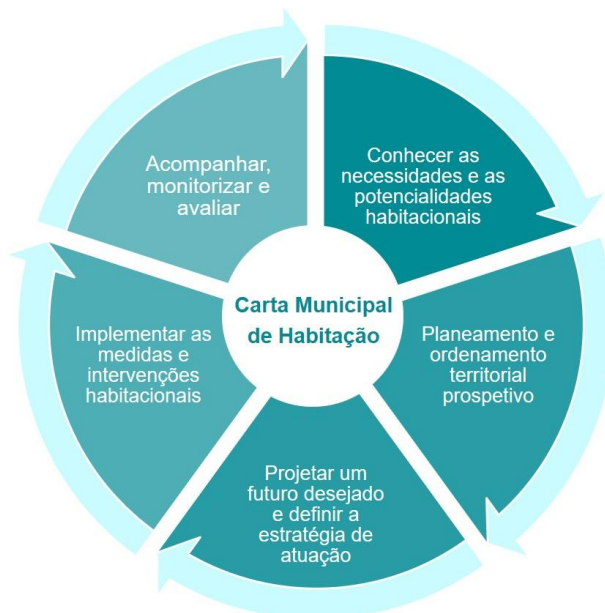 Carta Municipal
de Habitação
Conhecer as
necessidades e as
potencialidades
habitacionais
Planeamento e
ordenamento
territorial
prospetivo
Projetar um
futuro desejado
e definir a
estratégia de
atuação
Implementar as
medidas e
intervenções
habitacionais
Acompanhar,
monitorizar e
avaliar